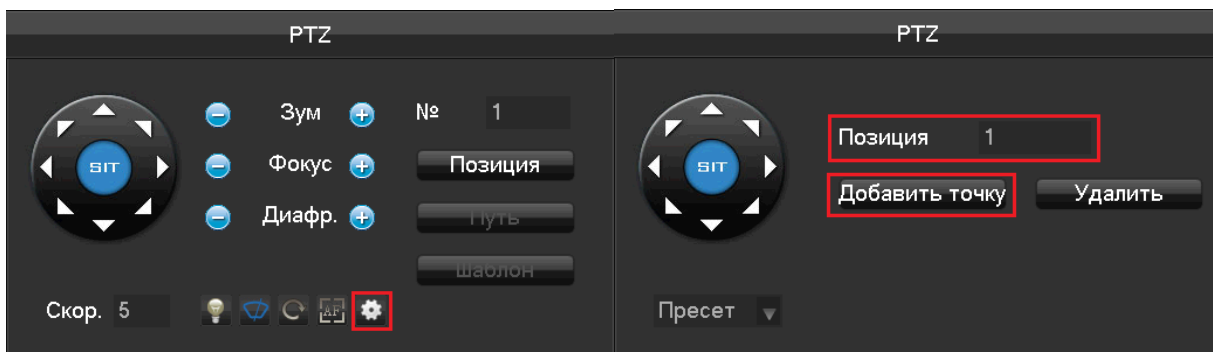 PTZ
SIT
Зум
№ 1
Фокус
Позиция
Диафр.
Путь
шаблон
Скор. 5
AF
PTZ
SIT
Позиция 1
Добавить точку
Удалить
Пресет